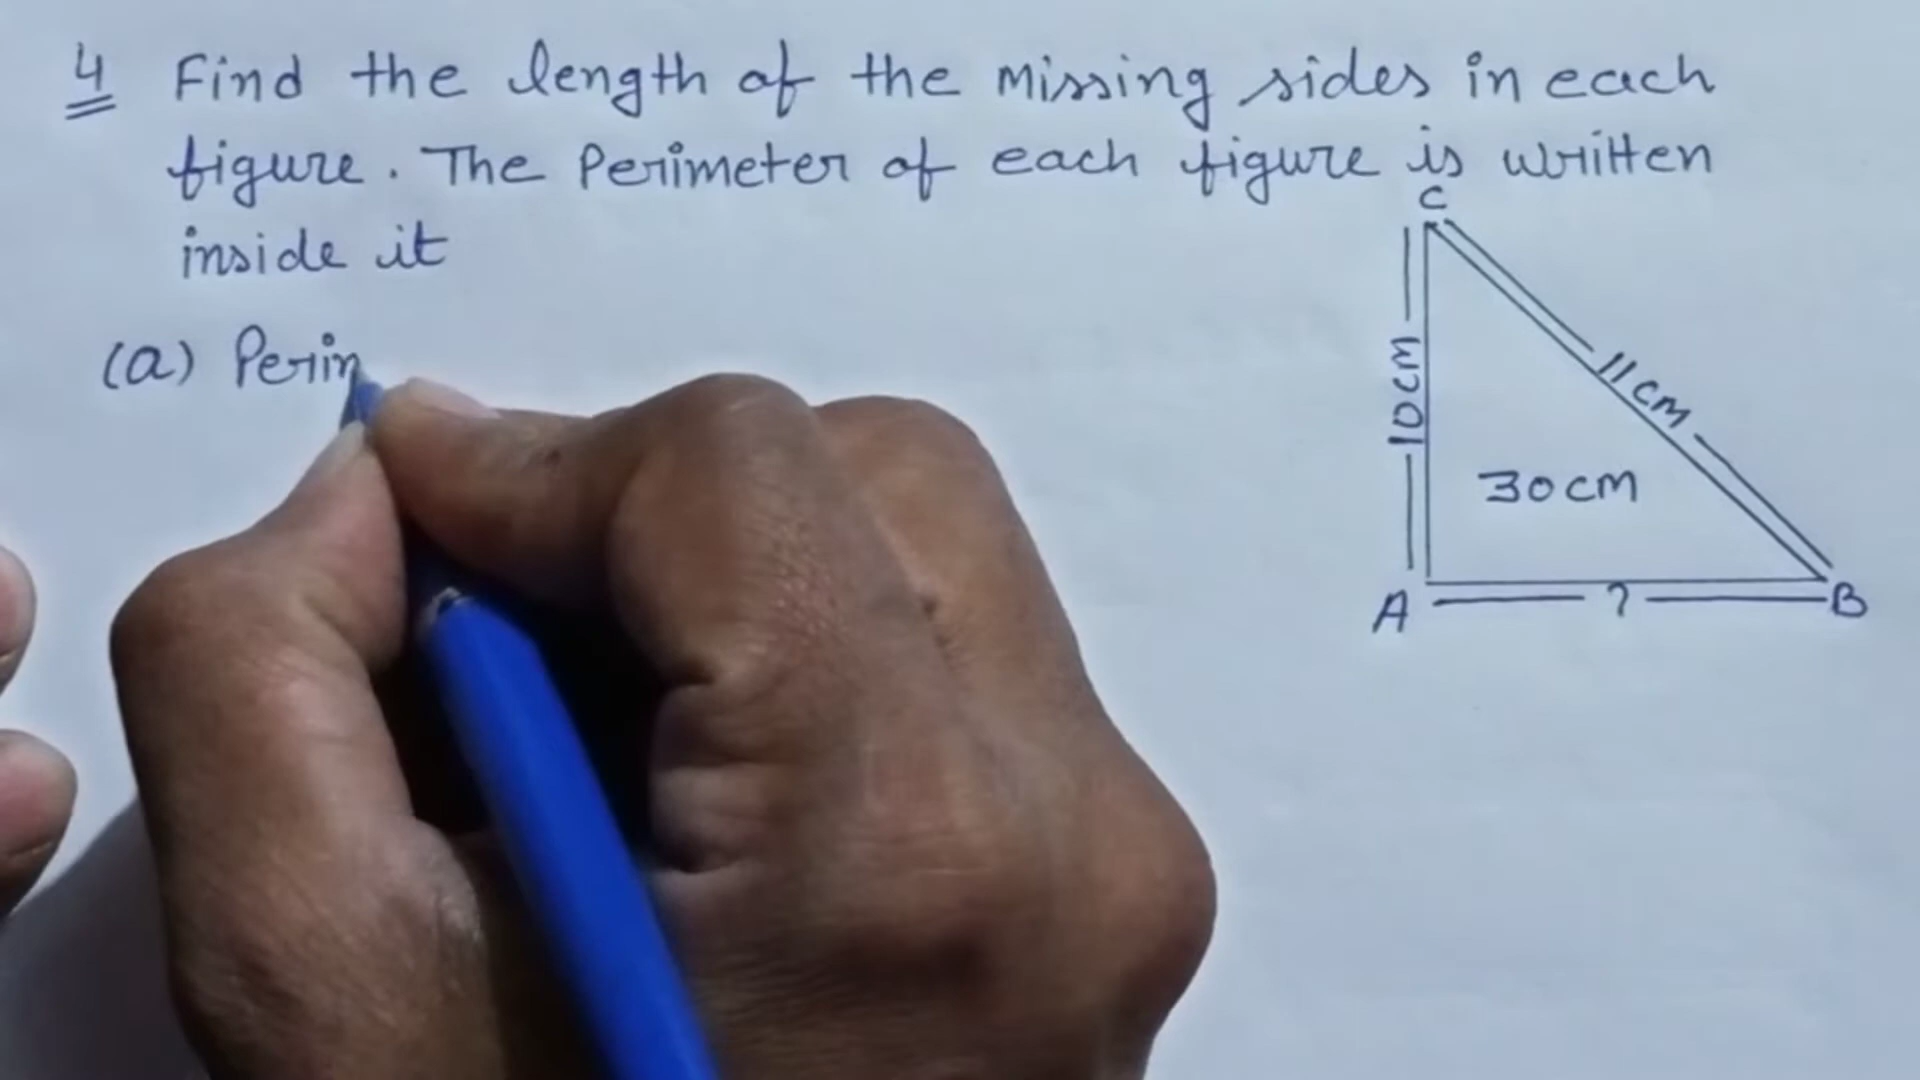 4 Find the length of the Missing sides in each
figure. The Perimeter of each figure is written
inside it
(a) Perim
C
10cm
11cm
30cm
A ? B